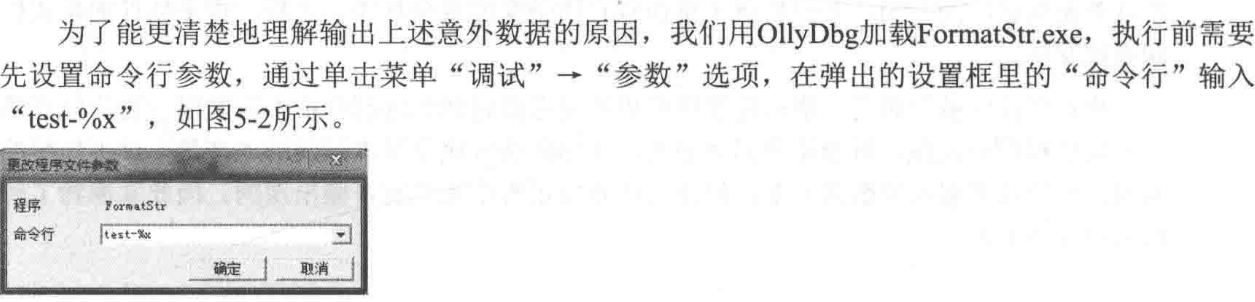 为了能更清楚地理解输出上述意外数据的原因，我们用OllyDbg加载FormatStr.exe，执行前需要
先设置命令行参数，通过单击菜单“调试”→“参数”选项，在弹出的设置框里的“命令行”输入
“test-%x”，如图5-2所示。
更改程序文件参数
程序 FormatStr
命令行 test-%x
确定 取消